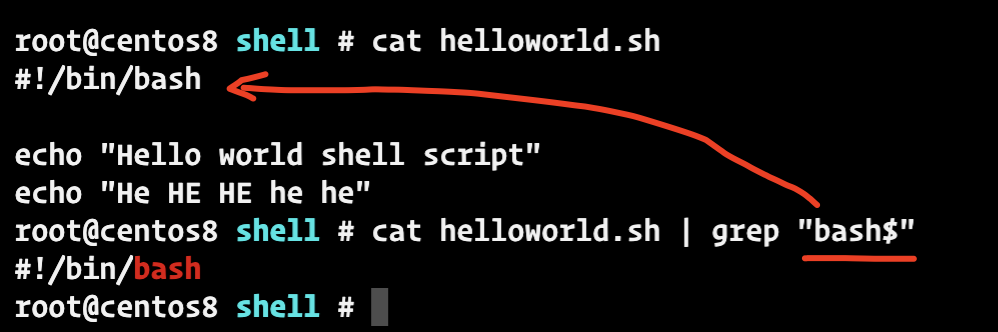 root@centos8 shell # cat helloworld.sh
#!/bin/bash
echo "Hello world shell script"
echo "He HE HE he he"
root@centos8 shell # cat helloworld.sh | grep "bash$"
#!/bin/bash
root@centos8 shell #